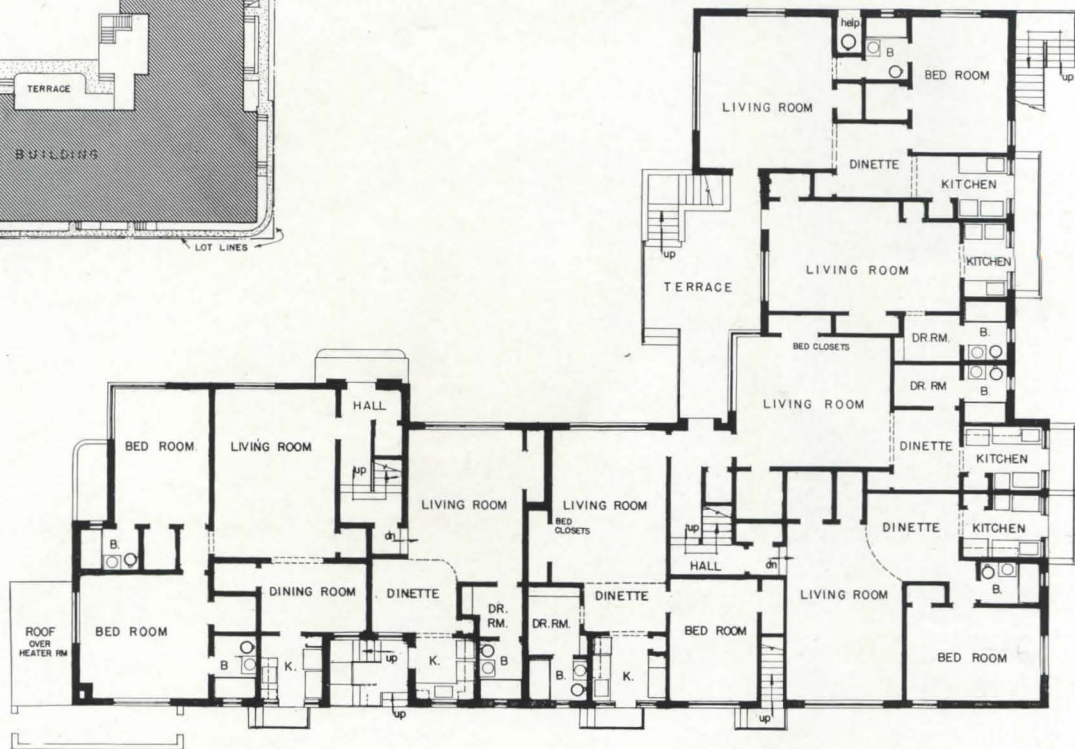 TERRACE
BUILDING
LOT LINES
help
B
BED ROOM
up
LIVING ROOM
DINETTE
KITCHEN
up
LIVING ROOM
KITCHEN
TERRACE
DR.RM.
B.
BED CLOSETS
DR. RM
B.
LIVING ROOM
DINETTE
KITCHEN
HALL
BED ROOM.
LIVING ROOM
up
LIVING ROOM
LIVING ROOM
BED
CLOSETS
up
DINETTE
KITCHEN
B.
dn
HALL
dn
B.
DINING ROOM
DINETTE
DR.
RM.
DR.RM.
DINETTE
BED ROOM
LIVING ROOM
BED ROOM
ROOF
OVER
HEATER RM
BED ROOM
B
K.
up
K.
B
B.
K.
up
up